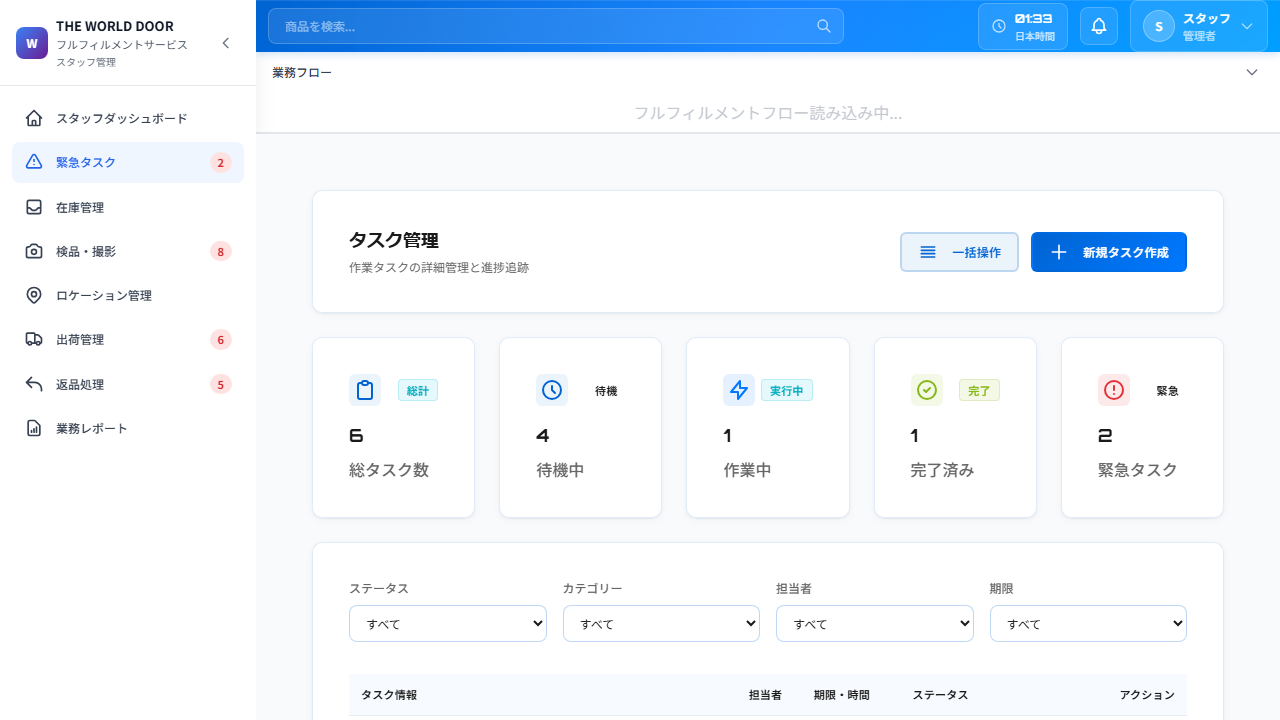 THE WORLD DOOR
フルフィルメントサービス
スタッフ管理
W
スタッフダッシュボード
緊急タスク 2
在庫管理
検品・撮影 8
ロケーション管理
出荷管理 6
返品処理 5
業務レポート
商品を検索...
01:33
日本時間
S
スタッフ
管理者
業務フロー
フルフィルメントフロー読み込み中...
タスク管理
作業タスクの詳細管理と進捗追跡
一括操作
新規タスク作成
総計
6
総タスク数
待機
4
待機中
実行中
1
作業中
完了
1
完了済み
緊急
2
緊急タスク
ステータス カテゴリー 担当者 期限
すべて すべて すべて すべて
タスク情報 担当者 期限・時間 ステータス アクション